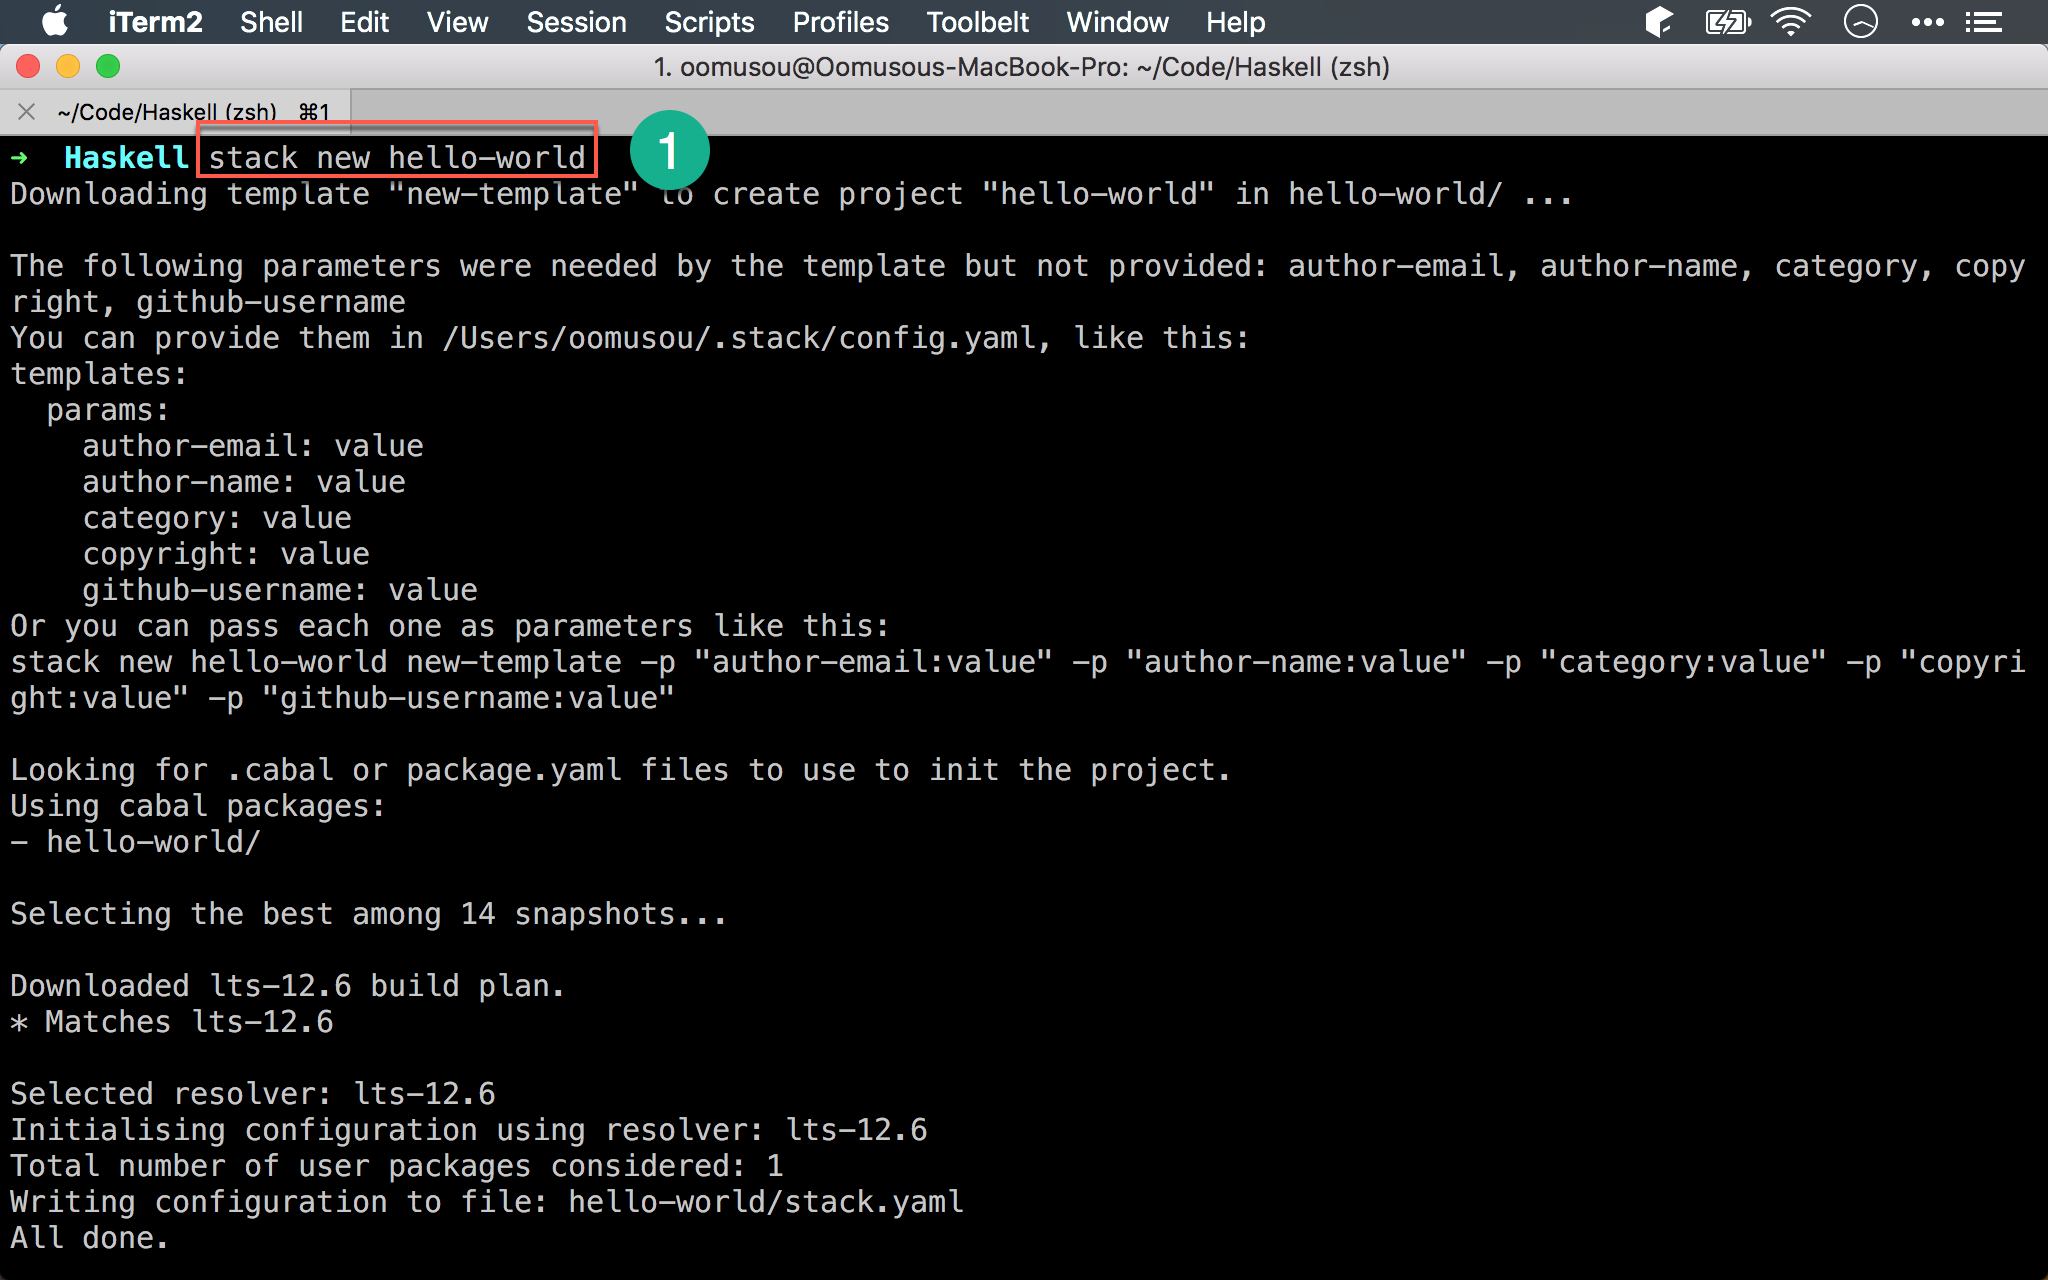 iTerm2 Shell Edit View Session Scripts Profiles Toolbelt Window Help
1. oomusou@Oomusous-MacBook-Pro: ~/Code/Haskell (zsh)
~/Code/Haskell (zsh) ⌘1
→ Haskell stack new hello-world
1
Downloading template "new-template" to create project "hello-world" in hello-world/ ...
The following parameters were needed by the template but not provided: author-email, author-name, category, copy
right, github-username
You can provide them in /Users/oomusou/.stack/config.yaml, like this:
templates:
  params:
    author-email: value
    author-name: value
    category: value
    copyright: value
    github-username: value
Or you can pass each one as parameters like this:
stack new hello-world new-template -p "author-email:value" -p "author-name:value" -p "category:value" -p "copyri
ght:value" -p "github-username:value"
Looking for .cabal or package.yaml files to use to init the project.
Using cabal packages:
- hello-world/
Selecting the best among 14 snapshots...
Downloaded lts-12.6 build plan.
* Matches lts-12.6
Selected resolver: lts-12.6
Initialising configuration using resolver: lts-12.6
Total number of user packages considered: 1
Writing configuration to file: hello-world/stack.yaml
All done.